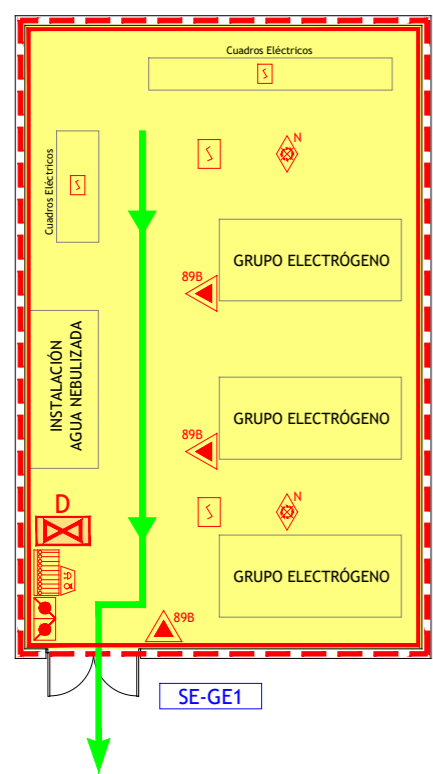 Cuadros Eléctricos
Cuadros Eléctricos
N
GRUPO ELECTRÓGENO
89B
INSTALACIÓN
AGUA NEBULIZADA
GRUPO ELECTRÓGENO
89B
D
N
GRUPO ELECTRÓGENO
89B
SE-GE1